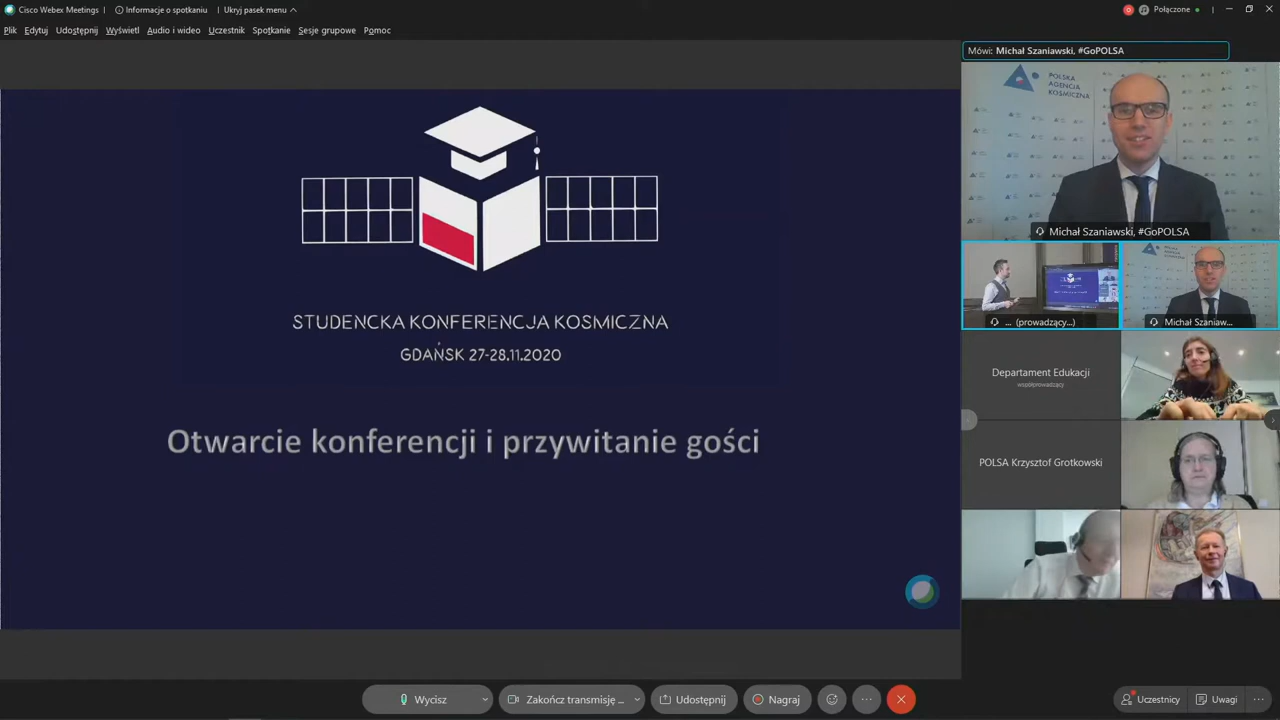 Cisco Webex Meetings
Informacje o spotkaniu
Ukryj pasek menu
Połączone
Plik Edytuj Udostępnij Wyświetl Audio i wideo Uczestnik Spotkanie Sesje grupowe Pomoc
Mówi: Michał Szaniawski, #GoPOLSA
POLSKA
AGENCJA
KOSMICZNA
Michał Szaniawski, #GoPOLSA
STUDENCKA KONFERENCJA KOSMICZNA
GDAŃSK 27-28.11.2020
Otwarcie konferencji i przywitanie gości
... (prowadzący...)
Michał Szaniaw...
Departament Edukacji
współprowadzący
POLSA Krzysztof Grotkowski
Wycisz
Zakończ transmisję ...
Udostępnij
Nagraj
Uczestnicy
Uwagi